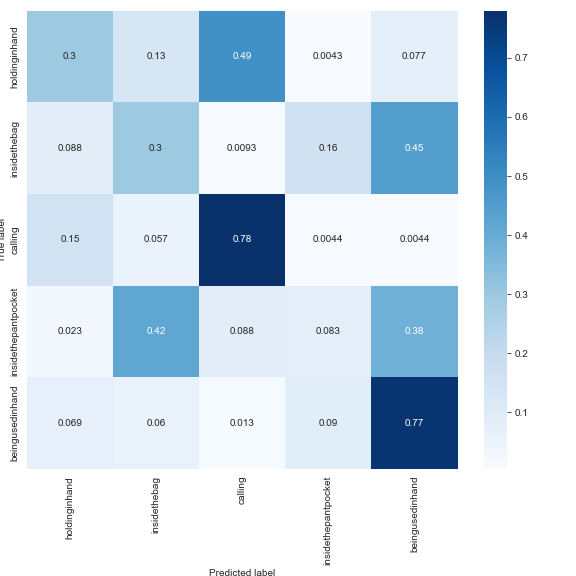 holdinginhand 0.3 0.13 0.49 0.0043 0.077
insidethebag 0.088 0.3 0.0093 0.16 0.45
calling 0.15 0.057 0.78 0.0044 0.0044
insidethepantpocket 0.023 0.42 0.088 0.083 0.38
beingusedinhand 0.069 0.06 0.013 0.09 0.77
True label
holdinginhand insidethebag calling insidethepantpocket beingusedinhand
Predicted label
0.7
0.6
0.5
0.4
0.3
0.2
0.1